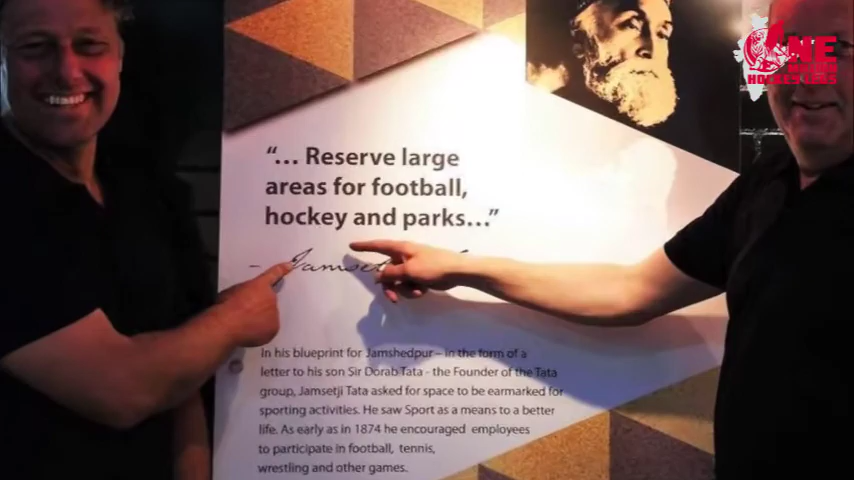 “... Reserve large
areas for football,
hockey and parks...”
In his blueprint for Jamshedpur – in the form of a
letter to his son Sir Dorab Tata - the Founder of the Tata
group, Jamsetji Tata asked for space to be earmarked for
sporting activities. He saw Sport as a means to a better
life. As early as in 1874 he encouraged employees
to participate in football, tennis,
wrestling and other games.